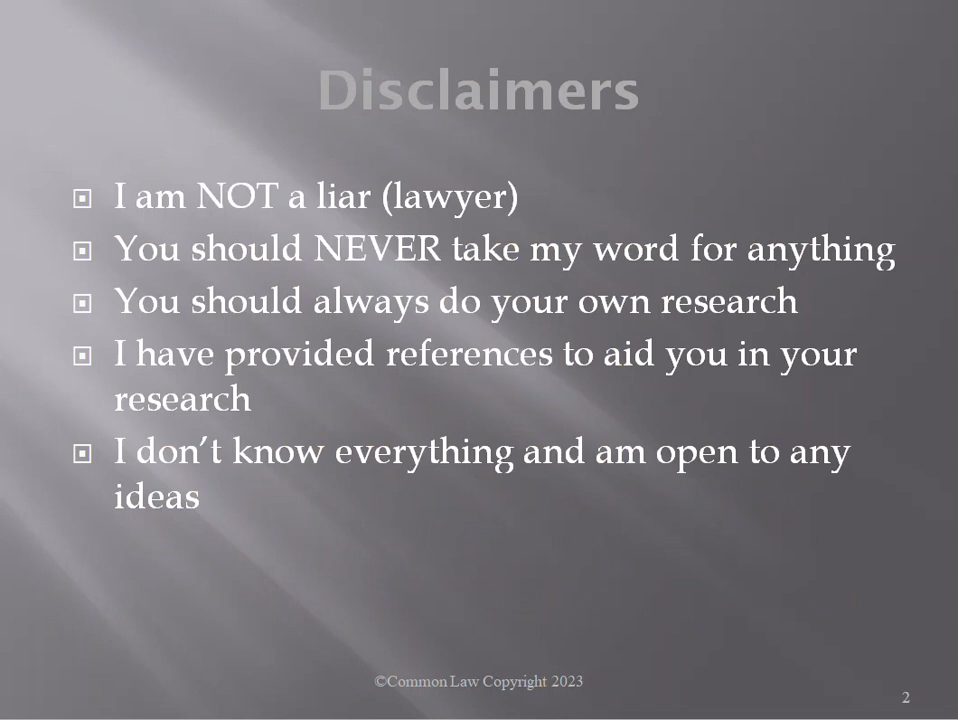 Disclaimers
I am NOT a liar (lawyer)
You should NEVER take my word for anything
You should always do your own research
I have provided references to aid you in your
research
I don’t know everything and am open to any
ideas
©Common Law Copyright 2023
2